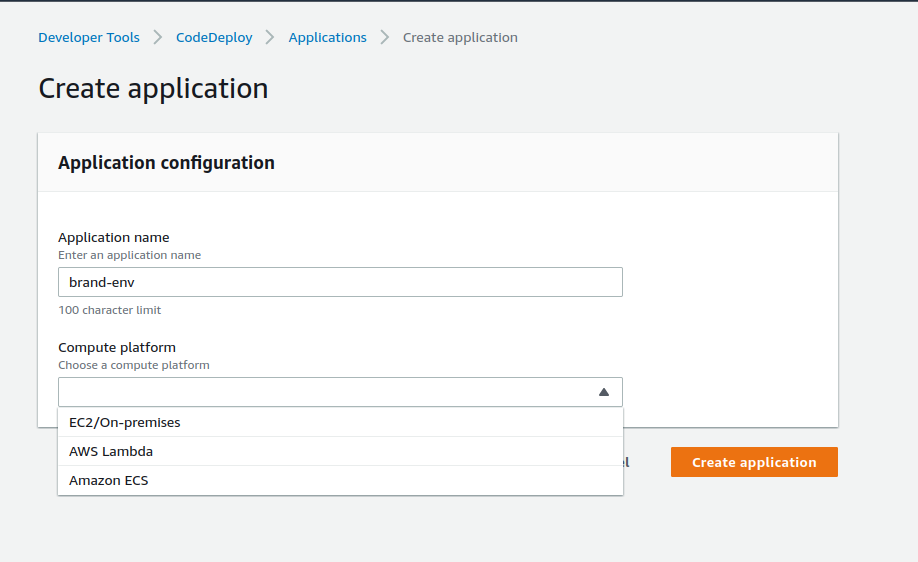 Developer Tools > CodeDeploy > Applications > Create application
Create application
Application configuration
Application name
Enter an application name
brand-env
100 character limit
Compute platform
Choose a compute platform
EC2/On-premises
AWS Lambda
Amazon ECS
Create application